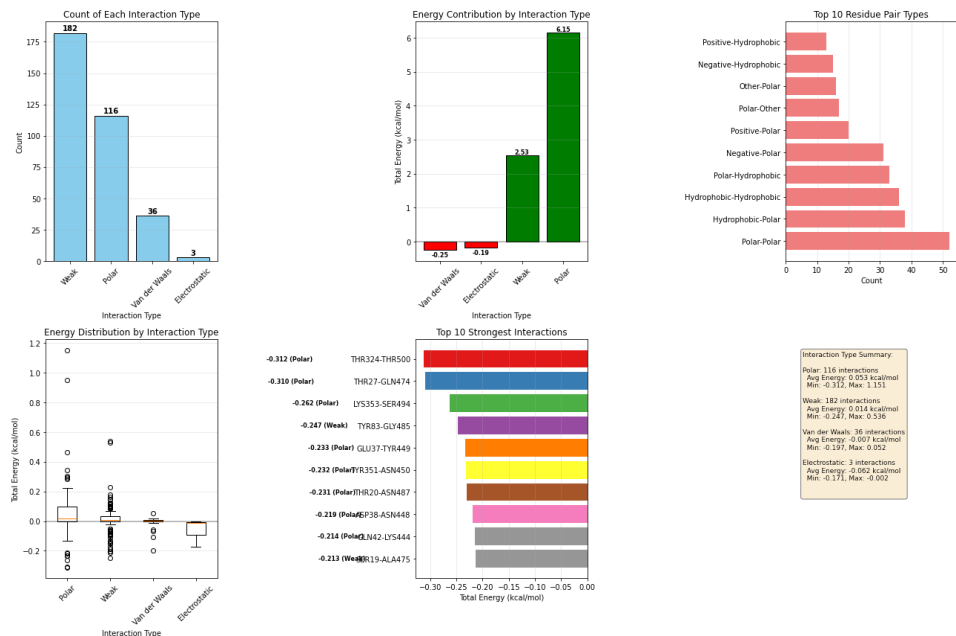 Count of Each Interaction Type
182
116
36
3
175
150
125
100
75
50
25
0
Count
Weak
Polar
Van der Waals
Electrostatic
Interaction Type
Energy Contribution by Interaction Type
6.15
2.53
-0.25
-0.19
6
5
4
3
2
1
0
Total Energy (kcal/mol)
Van der Waals
Electrostatic
Weak
Polar
Interaction Type
Top 10 Residue Pair Types
Positive-Hydrophobic
Negative-Hydrophobic
Other-Polar
Polar-Other
Positive-Polar
Negative-Polar
Polar-Hydrophobic
Hydrophobic-Hydrophobic
Hydrophobic-Polar
Polar-Polar
0 10 20 30 40 50
Count
Energy Distribution by Interaction Type
1.2
1.0
0.8
0.6
0.4
0.2
0.0
−0.2
Total Energy (kcal/mol)
Polar
Weak
Van der Waals
Electrostatic
Interaction Type
Top 10 Strongest Interactions
-0.312 (Polar) THR324-THR500
-0.310 (Polar) THR27-GLN474
-0.262 (Polar) LYS353-SER494
-0.247 (Weak) TYR83-GLY485
-0.233 (Polar) GLU37-TYR449
-0.232 (Polar) TYR351-ASN450
-0.231 (Polar) THR20-ASN487
-0.219 (Polar) ASP38-ASN448
-0.214 (Polar) GLN42-LYS444
-0.213 (Weak) -ALA475
−0.30 −0.25 −0.20 −0.15 −0.10 −0.05 0.00
Total Energy (kcal/mol)
Interaction Type Summary:
Polar: 116 interactions
Avg Energy: 0.053 kcal/mol
Min: -0.312, Max: 1.151
Weak: 182 interactions
Avg Energy: 0.014 kcal/mol
Min: -0.247, Max: 0.536
Van der Waals: 36 interactions
Avg Energy: -0.007 kcal/mol
Min: -0.197, Max: 0.052
Electrostatic: 3 interactions
Avg Energy: -0.062 kcal/mol
Min: -0.171, Max: -0.002